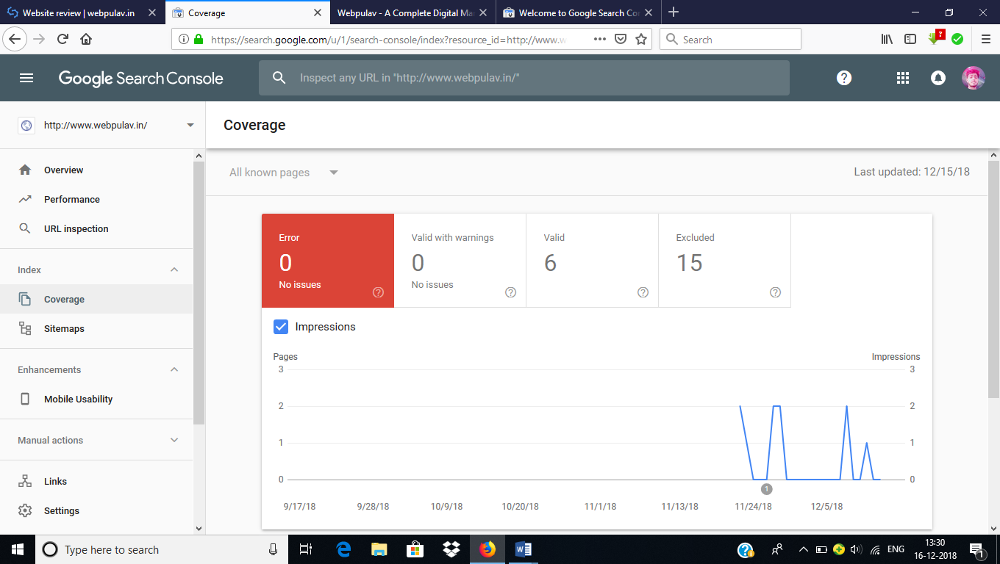 Website review | webpulav.in
Coverage
Webpulav - A Complete Digital Ma
Welcome to Google Search Co
https://search.google.com/u/1/search-console/index?resource_id=http://www.w
Search
?
Google Search Console
Inspect any URL in "http://www.webpulav.in/"
?
http://www.webpulav.in/
Coverage
Overview
Performance
URL inspection
Index
Coverage
Sitemaps
Enhancements
Mobile Usability
Manual actions
Links
Settings
All known pages
Last updated: 12/15/18
Error
0
No issues
?
Valid with warnings
0
No issues
?
Valid
6
?
Excluded
15
?
Impressions
Pages
Impressions
3
3
2
2
1
1
0
0
1
9/17/18
9/28/18
10/9/18
10/20/18
11/1/18
11/13/18
11/24/18
12/5/18
Type here to search
ENG
13:30
16-12-2018
1